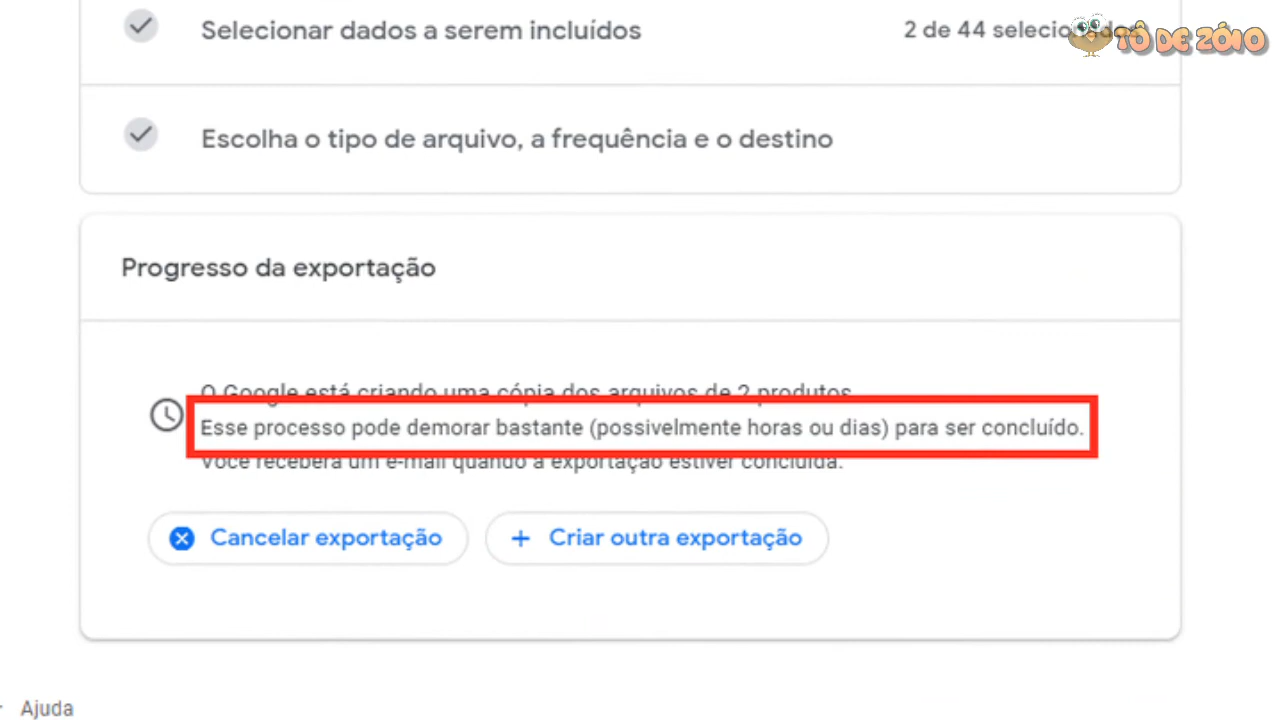 Selecionar dados a serem incluídos
2 de 44 selecionados
TÔ DE ZÓIO
Escolha o tipo de arquivo, a frequência e o destino
Progresso da exportação
O Google está criando uma cópia dos arquivos de 2 produtos.
Esse processo pode demorar bastante (possivelmente horas ou dias) para ser concluído.
Você receberá um e-mail quando a exportação estiver concluída.
Cancelar exportação
+ Criar outra exportação
Ajuda